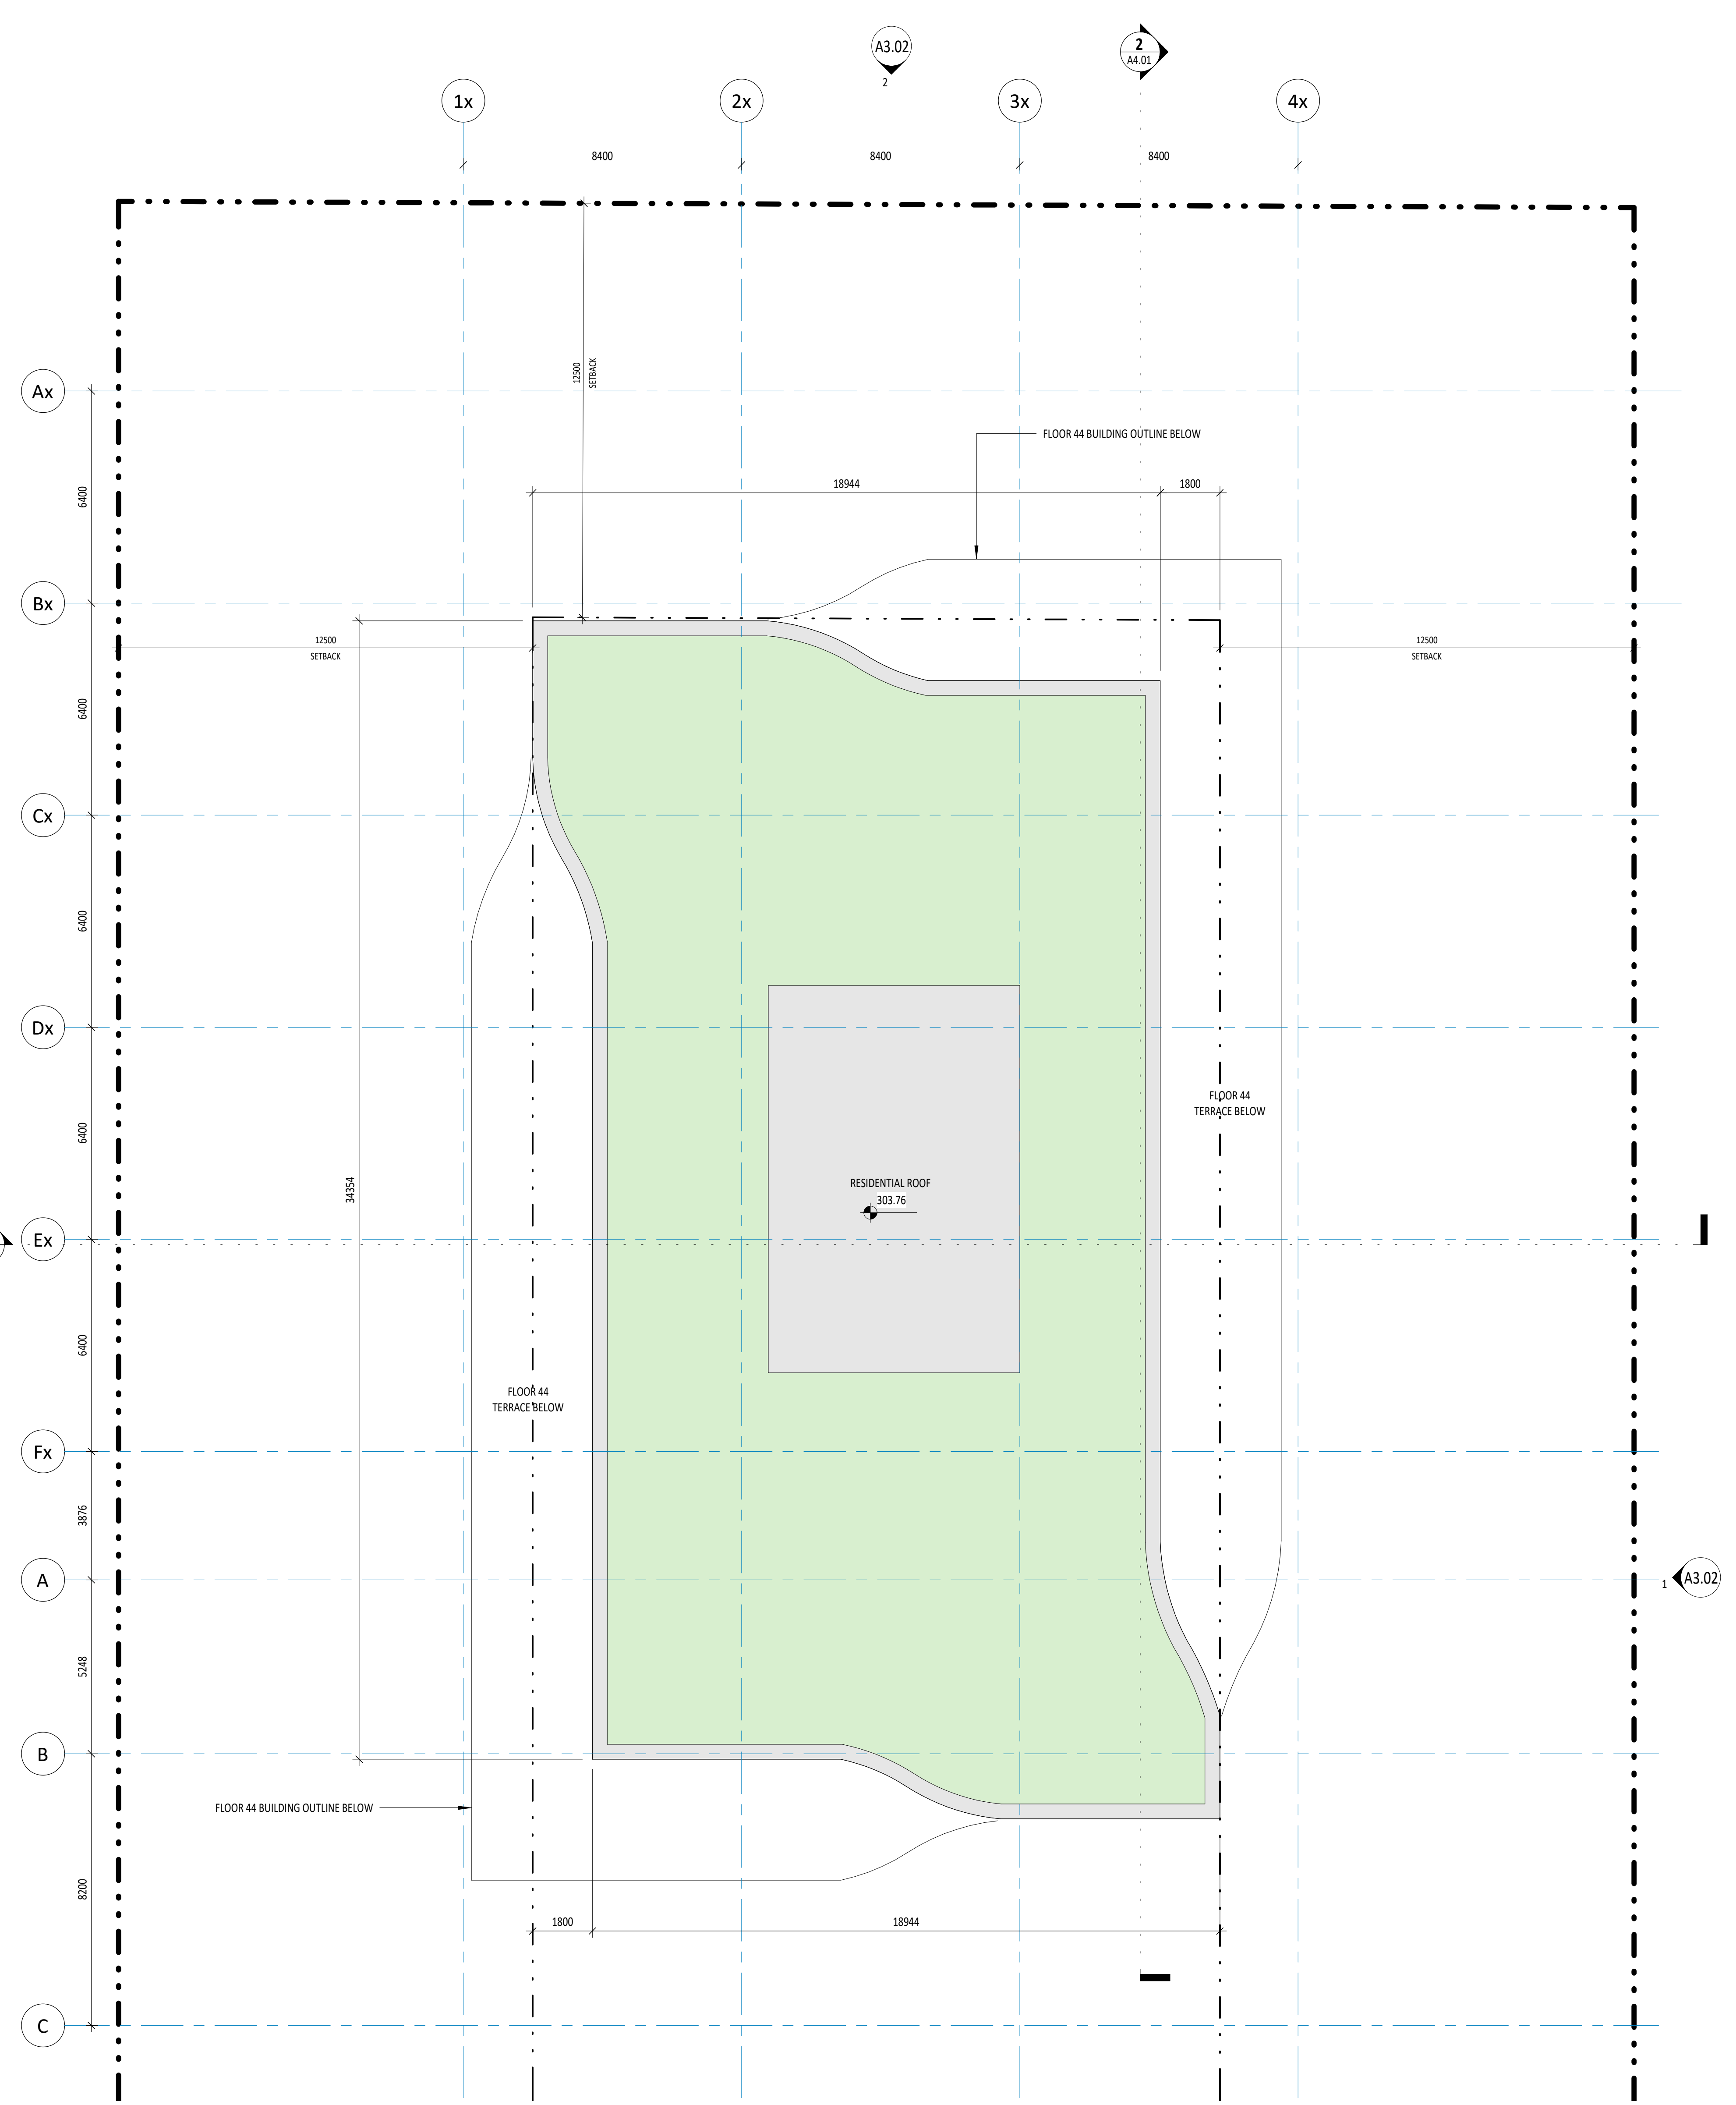 A3.02
2
2
A4.01
1x
2x
3x
4x
8400
8400
8400
12500
SETBACK
Ax
FLOOR 44 BUILDING OUTLINE BELOW
6400
18944
1800
Bx
12500
SETBACK
12500
SETBACK
6400
Cx
6400
Dx
FLOOR 44
TERRACE BELOW
6400
34354
RESIDENTIAL ROOF
303.76
Ex
6400
FLOOR 44
TERRACE BELOW
Fx
3876
A
1
A3.02
5248
B
FLOOR 44 BUILDING OUTLINE BELOW
8200
1800
18944
C